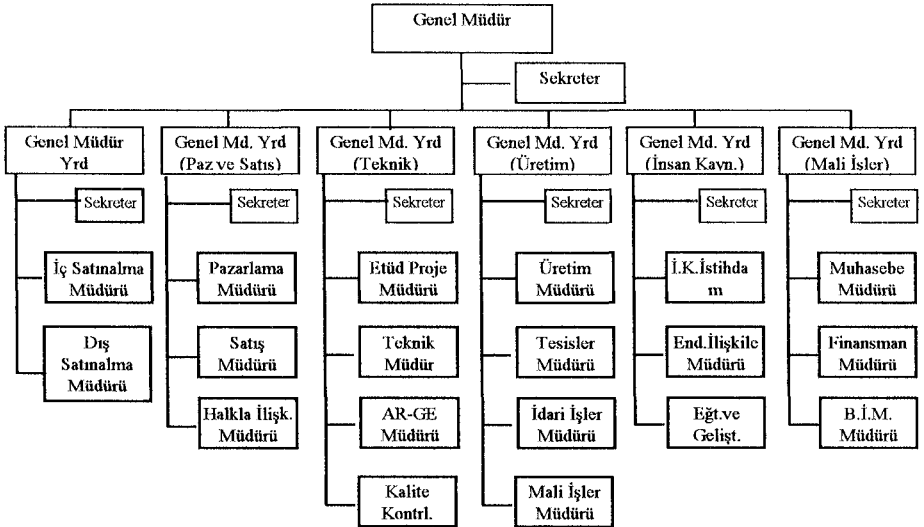 Genel Müdür
Sekreter
Genel Müdür
Yrd
Genel Md. Yrd
(Paz ve Satıs)
Genel Md. Yrd
(Teknik)
Genel Md. Yrd
(Üretim)
Genel Md. Yrd
(İnsan Kavn.)
Genel Md. Yrd
(Mali İşler)
Sekreter
Sekreter
Sekreter
Sekreter
Sekreter
Sekreter
İç Satınalma
Müdürü
Pazarlama
Müdürü
Etüd Proje
Müdürü
Üretim
Müdürü
İ.K.İstihda
m
Muhasebe
Müdürü
Dış
Satınalma
Müdürü
Satış
Müdürü
Teknik
Müdür
Tesisler
Müdürü
End.İlişkile
Müdürü
Finansman
Müdürü
Halkla İlişk.
Müdürü
AR-GE
Müdürü
İdari İşler
Müdürü
Eğt.ve
Gelişt.
B.İ.M.
Müdürü
Kalite
Kontrl.
Mali İşler
Müdürü